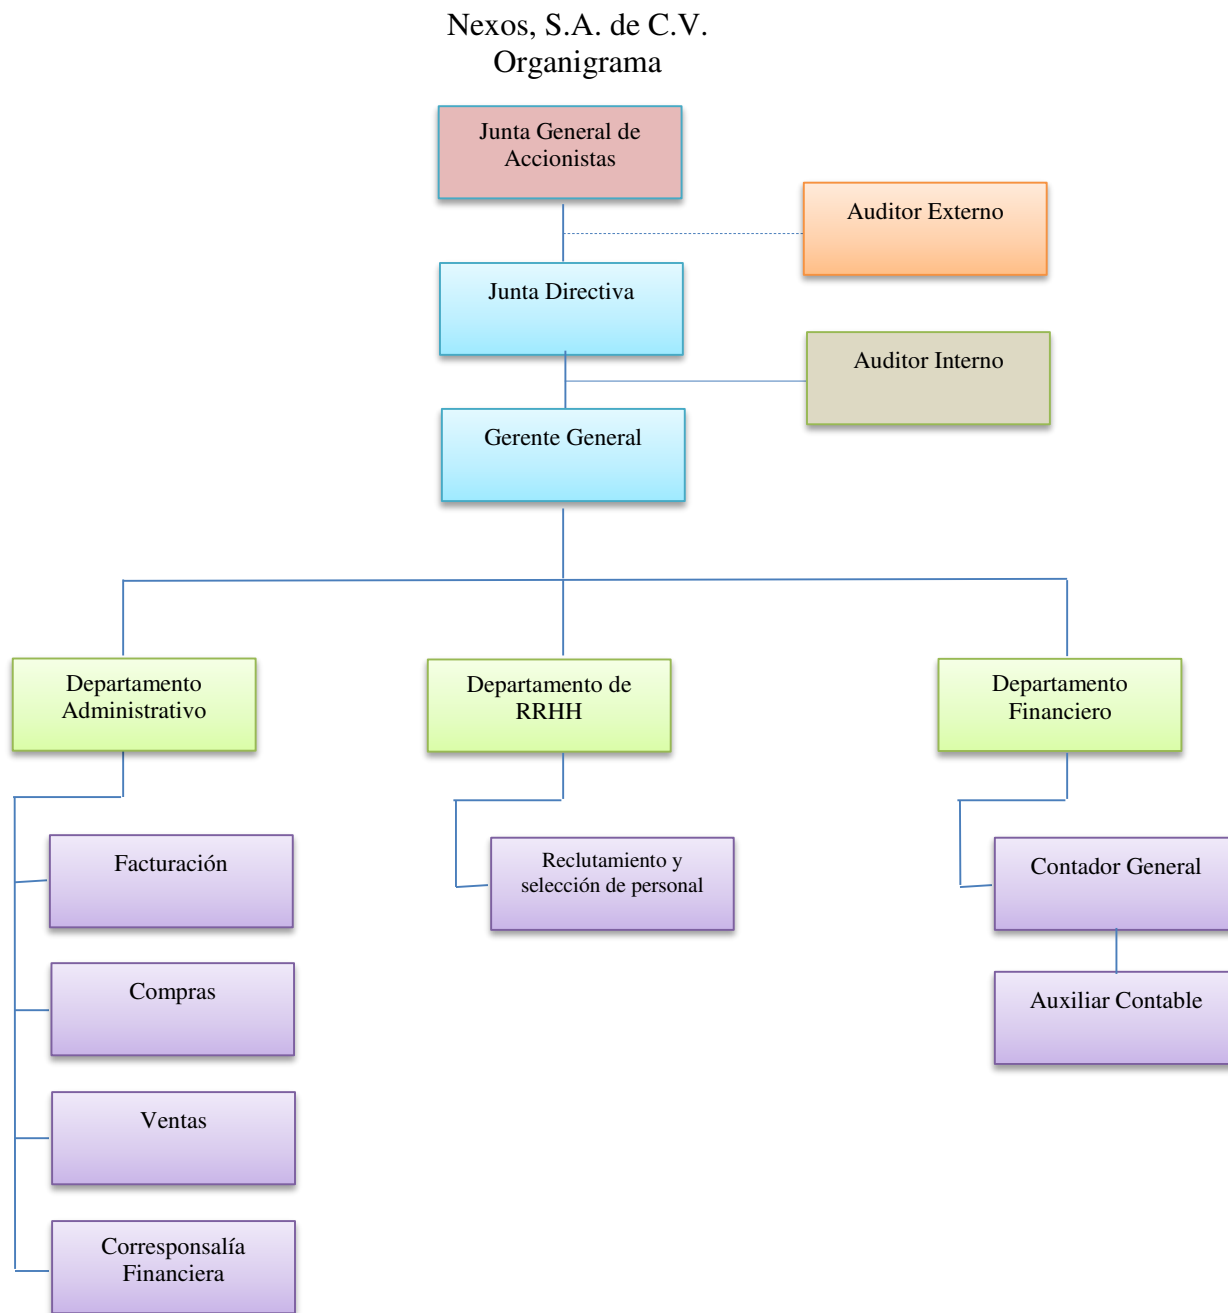 Nexos, S.A. de C.V.
Organigrama
Junta General de
Accionistas
Auditor Externo
Junta Directiva
Auditor Interno
Gerente General
Departamento
Administrativo
Departamento de
RRHH
Departamento
Financiero
Facturación
Reclutamiento y
selección de personal
Contador General
Compras
Auxiliar Contable
Ventas
Corresponsalía
Financiera